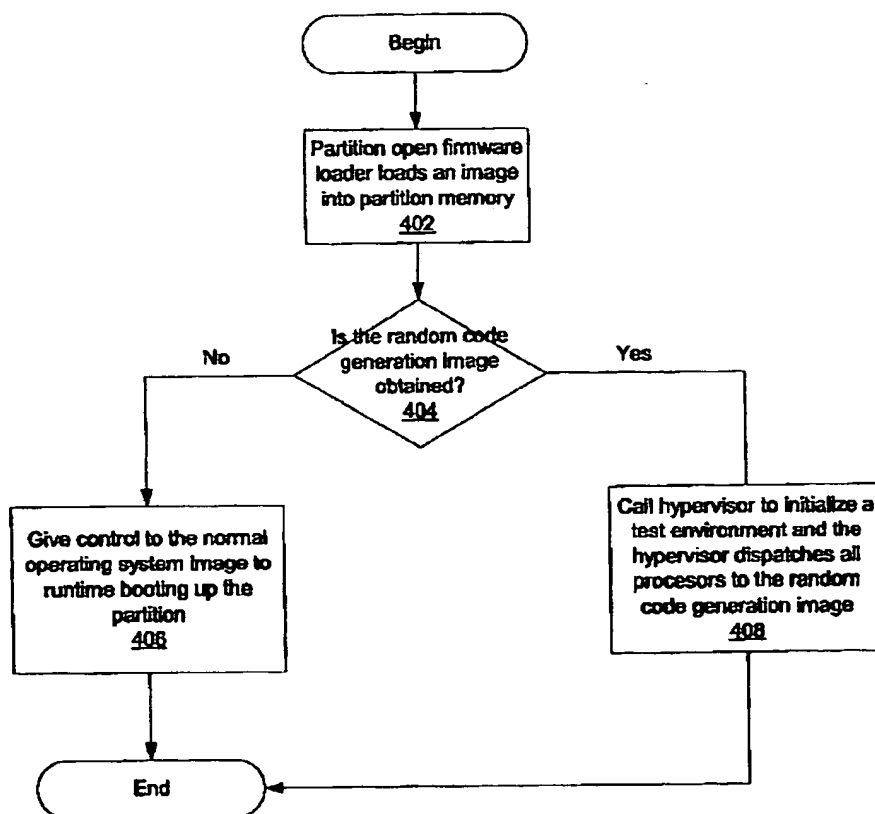 Begin
Partition open firmware
loader loads an image
into partition memory
402
Is the random code
generation image
obtained?
404
No
Yes
Give control to the normal
operating system image to
runtime booting up the
partition
406
Call hypervisor to initialize a
test environment and the
hypervisor dispatches all
procesors to the random
code generation image
408
End